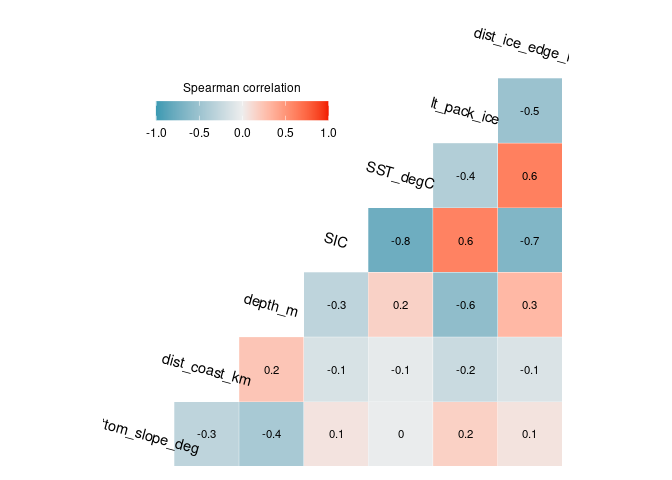 dist_ice_edge_
Spearman correlation
-1.0 -0.5 0.0 0.5 1.0
lt_pack_ice -0.5
SST_degC -0.4 0.6
SIC -0.8 0.6 -0.7
depth_m -0.3 0.2 -0.6 0.3
dist_coast_km 0.2 -0.1 -0.1 -0.2 -0.1
tom_slope_deg -0.3 -0.4 0.1 0 0.2 0.1